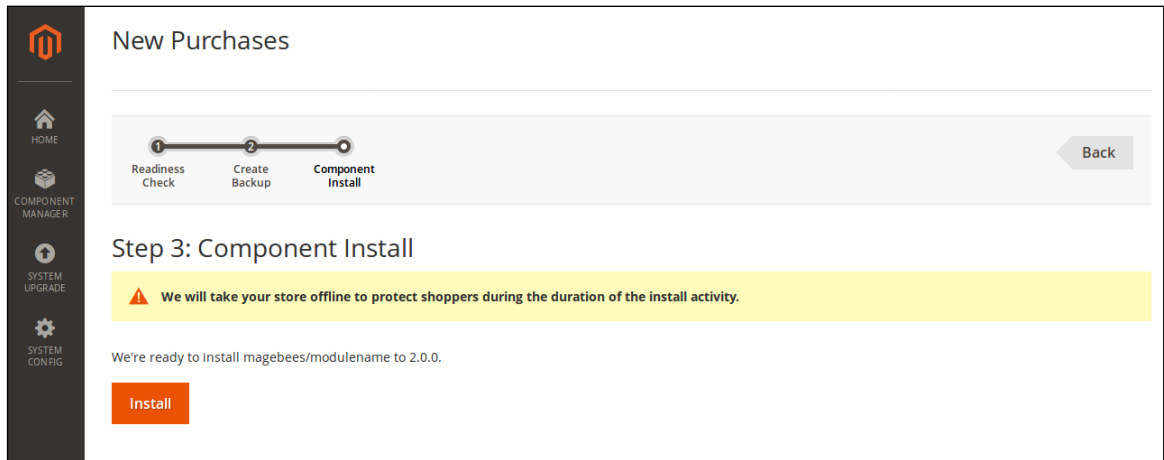 New Purchases
HOME
COMPONENT
MANAGER
SYSTEM
UPGRADE
SYSTEM
CONFIG
1
2
Readiness
Check
Create
Backup
Component
Install
Back
Step 3: Component Install
We will take your store offline to protect shoppers during the duration of the install activity.
We're ready to install magebees/modulename to 2.0.0.
Install